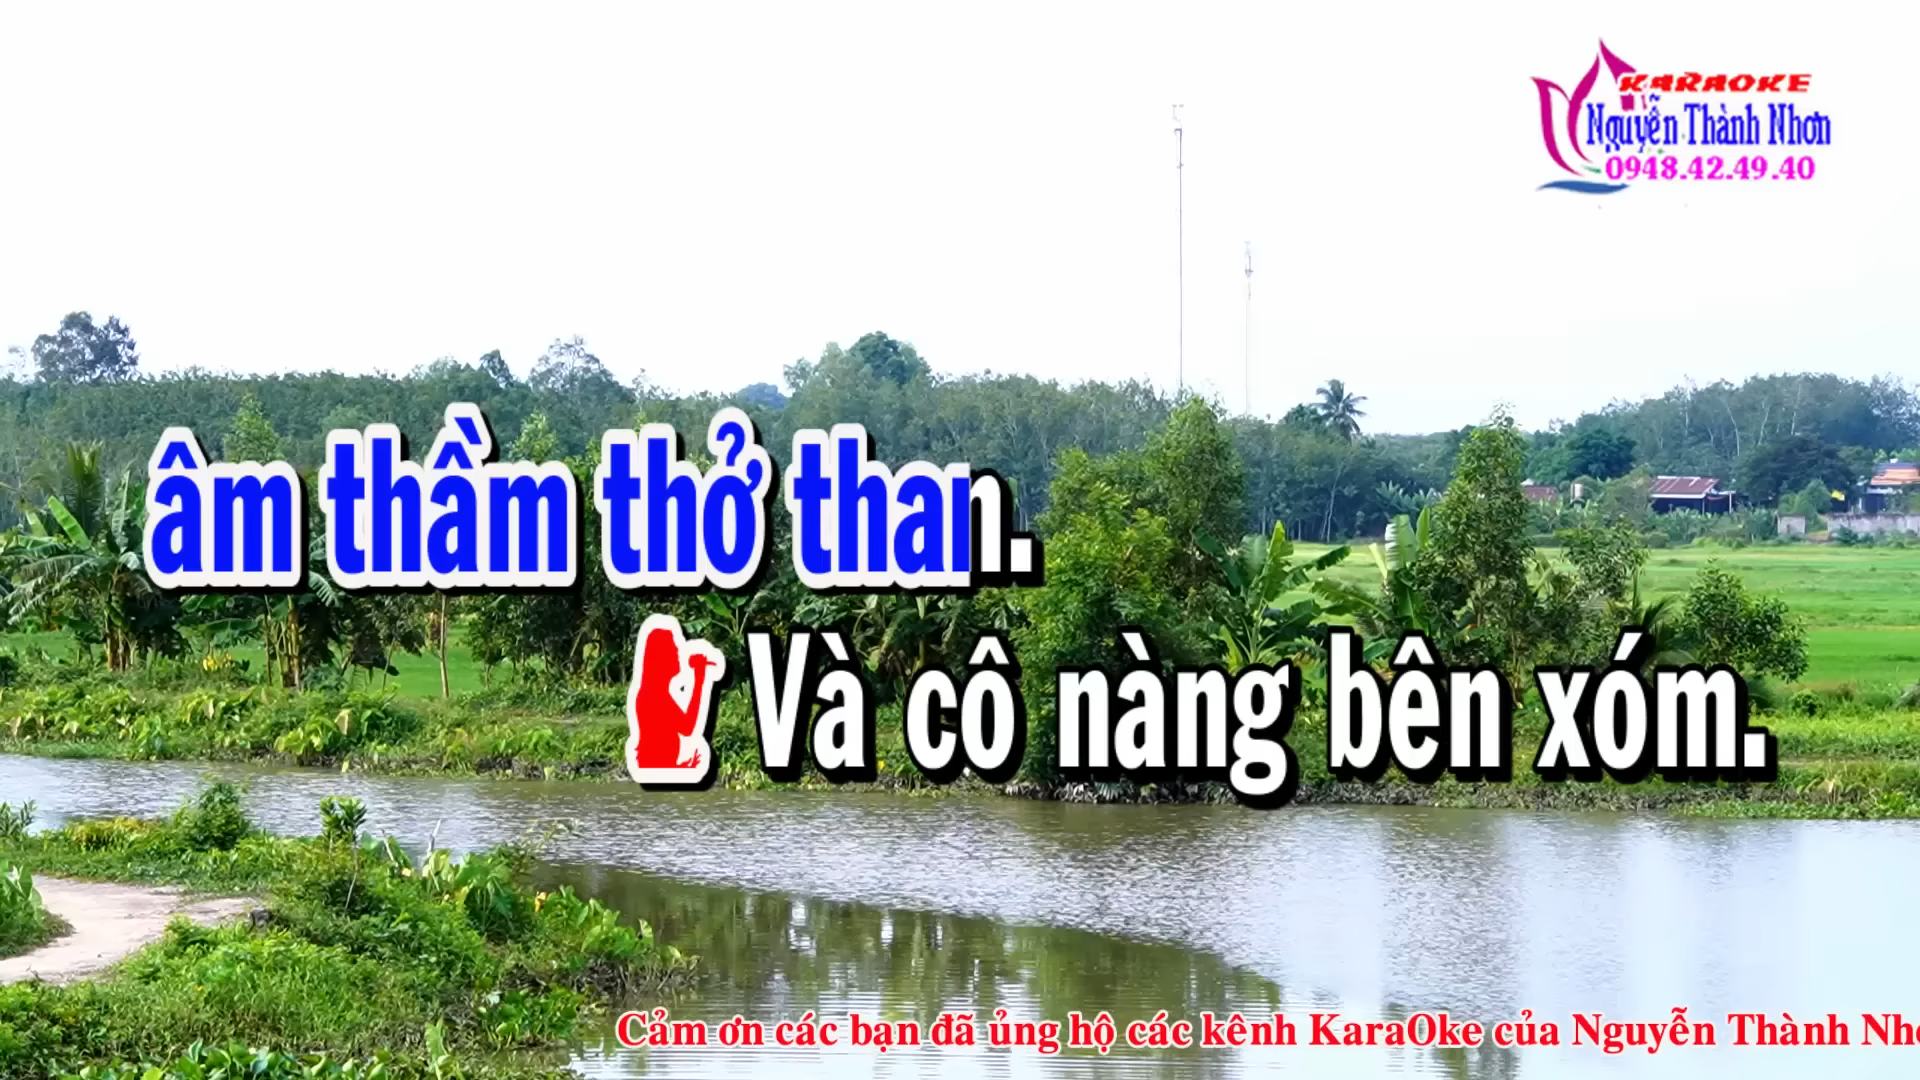 KARAOKE
Nguyễn Thành Nhơn
0948.42.49.40
âm thầm thở than.
Và cô nàng bên xóm.
Cảm ơn các bạn đã ủng hộ các kênh KaraOke của Nguyễn Thành